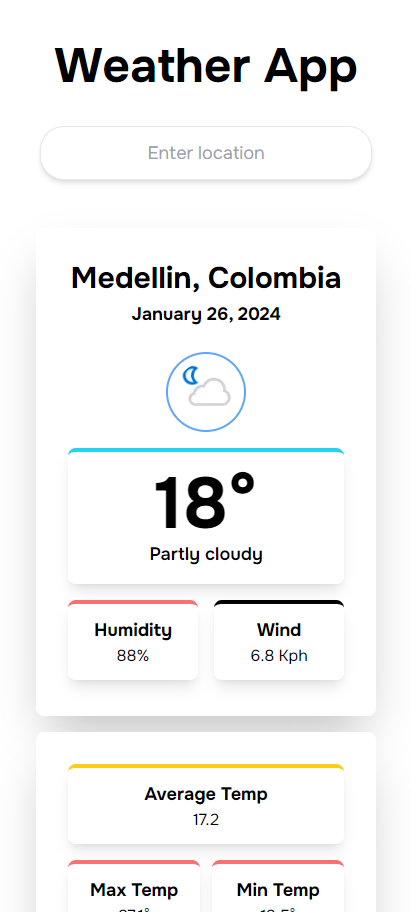 Weather App
Enter location
Medellin, Colombia
January 26, 2024
18°
Partly cloudy
Humidity
Wind
88%
6.8 Kph
Average Temp
17.2
Max Temp
Min Temp